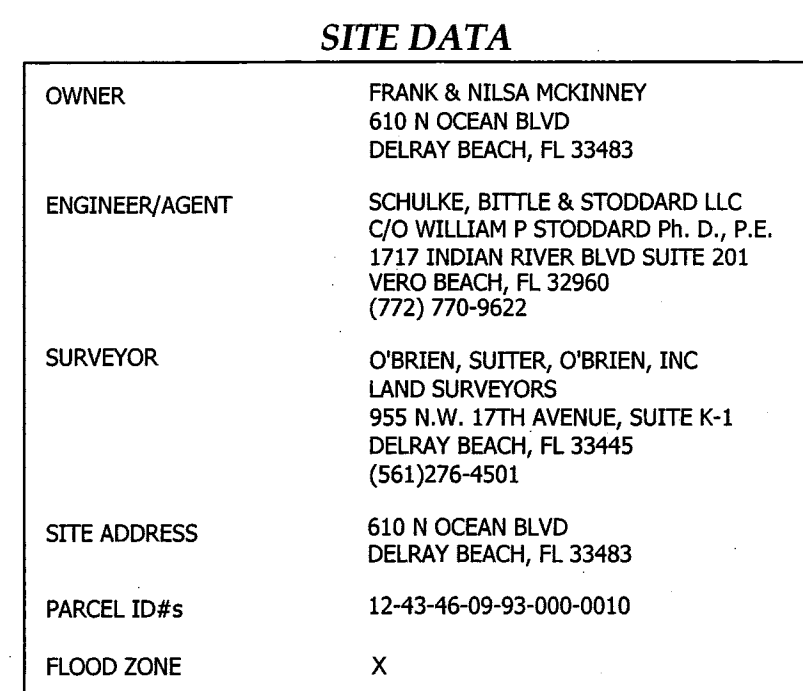 SITE DATA
OWNER FRANK & NILSA MCKINNEY
610 N OCEAN BLVD
DELRAY BEACH, FL 33483
ENGINEER/AGENT SCHULKE, BITTLE & STODDARD LLC
C/O WILLIAM P STODDARD Ph. D., P.E.
1717 INDIAN RIVER BLVD SUITE 201
VERO BEACH, FL 32960
(772) 770-9622
SURVEYOR O'BRIEN, SUITER, O'BRIEN, INC
LAND SURVEYORS
955 N.W. 17TH AVENUE, SUITE K-1
DELRAY BEACH, FL 33445
(561)276-4501
SITE ADDRESS 610 N OCEAN BLVD
DELRAY BEACH, FL 33483
PARCEL ID#s 12-43-46-09-93-000-0010
FLOOD ZONE X